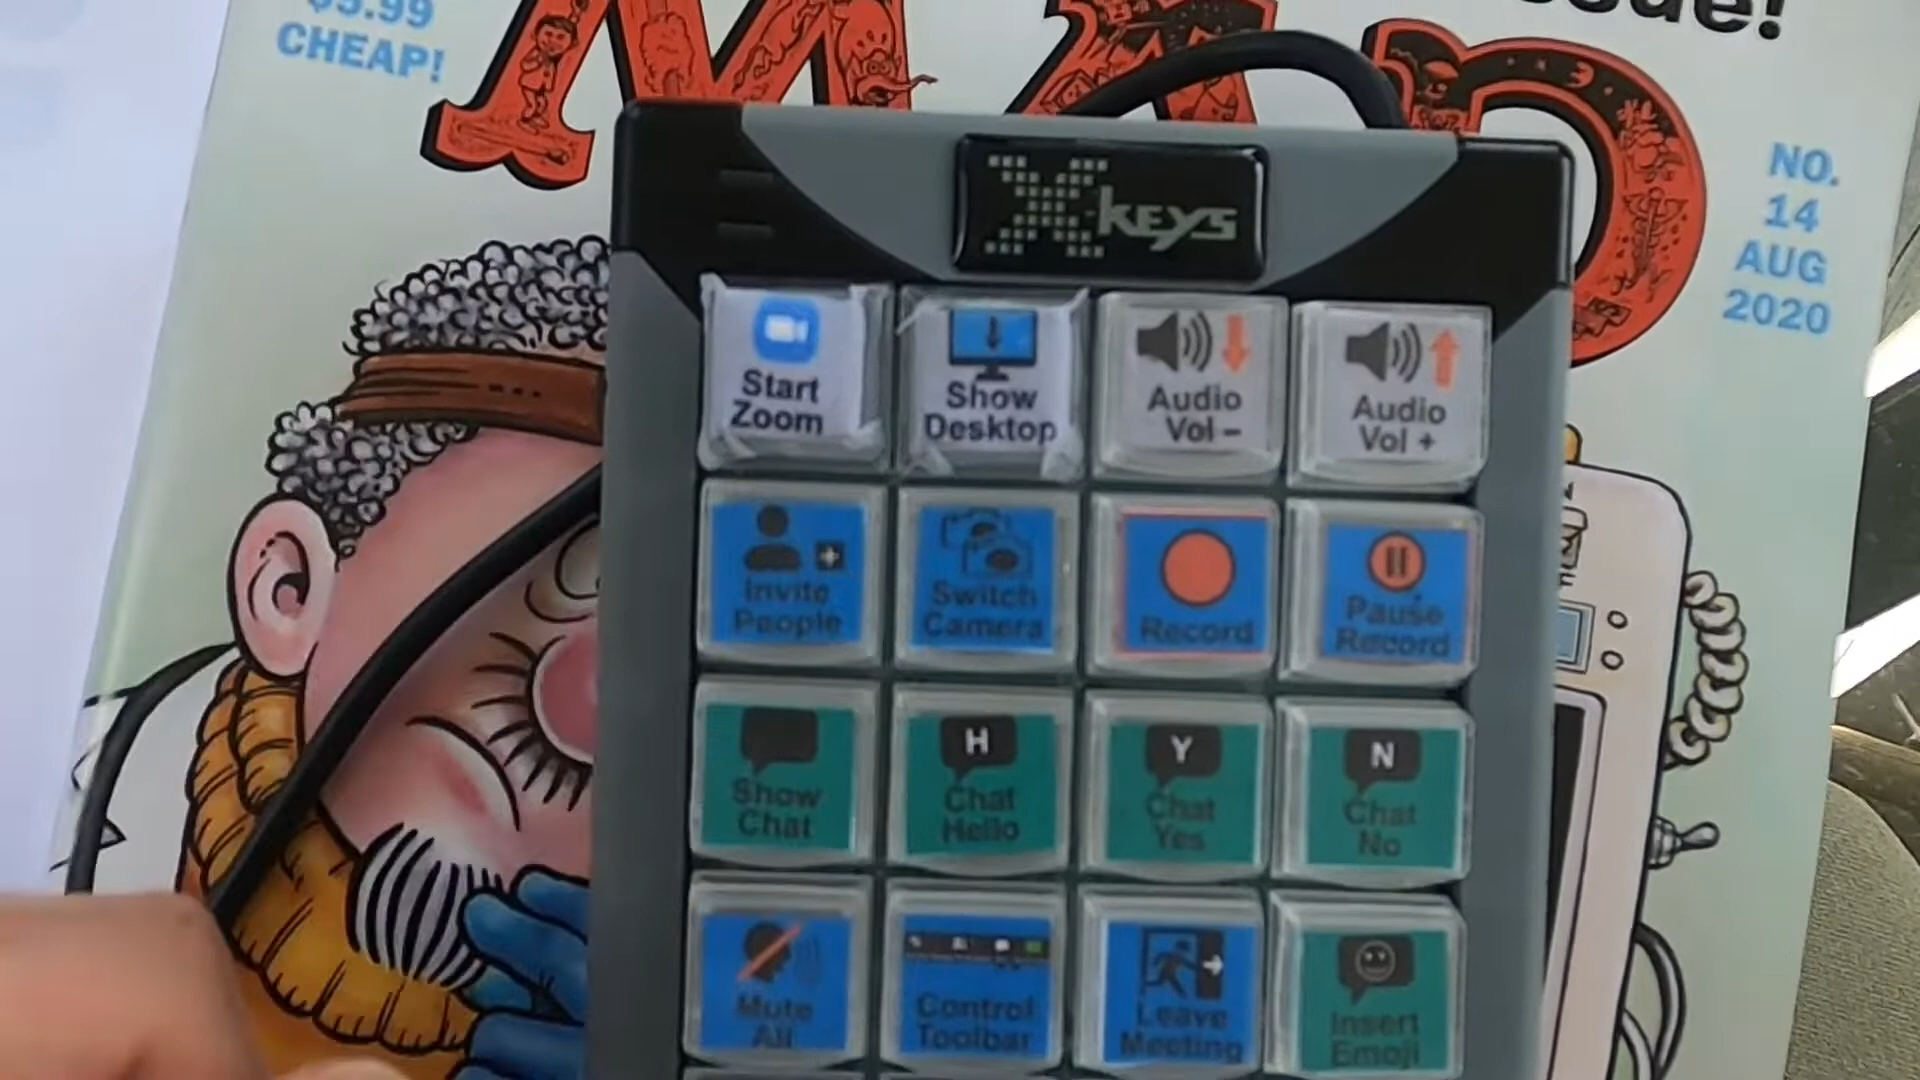 $5.99
CHEAP!
MAD
ssue!
NO.
14
AUG
2020
X-keys
Start
Zoom
Show
Desktop
Audio
Vol –
Audio
Vol +
Invite
People
Switch
Camera
Record
Pause
Record
Show
Chat
H
Chat
Hello
Y
Chat
Yes
N
Chat
No
Mute
All
Control
Toolbar
Leave
Meeting
Insert
Emoji